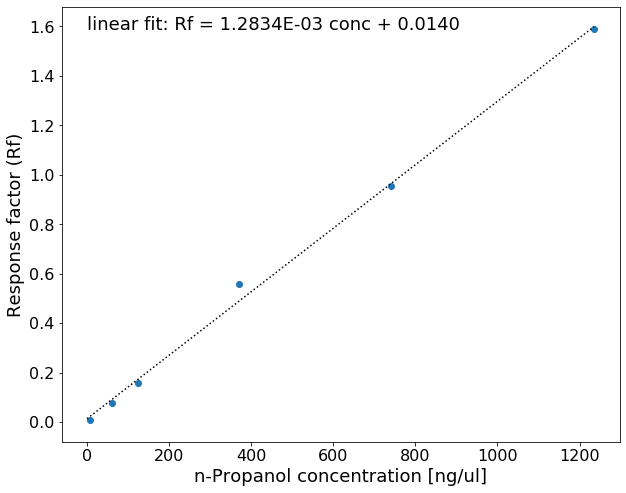 linear fit: Rf = 1.2834E-03 conc + 0.0140
1.6
1.4
1.2
1.0
0.8
0.6
0.4
0.2
0.0
Response factor (Rf)
0 200 400 600 800 1000 1200
n-Propanol concentration [ng/ul]